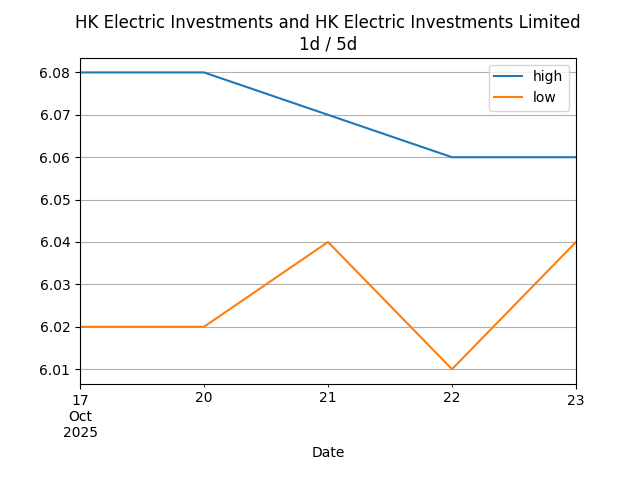 HK Electric Investments and HK Electric Investments Limited
1d / 5d
high
low
6.08
6.07
6.06
6.05
6.04
6.03
6.02
6.01
17 20 21 22 23
Oct
2025
Date